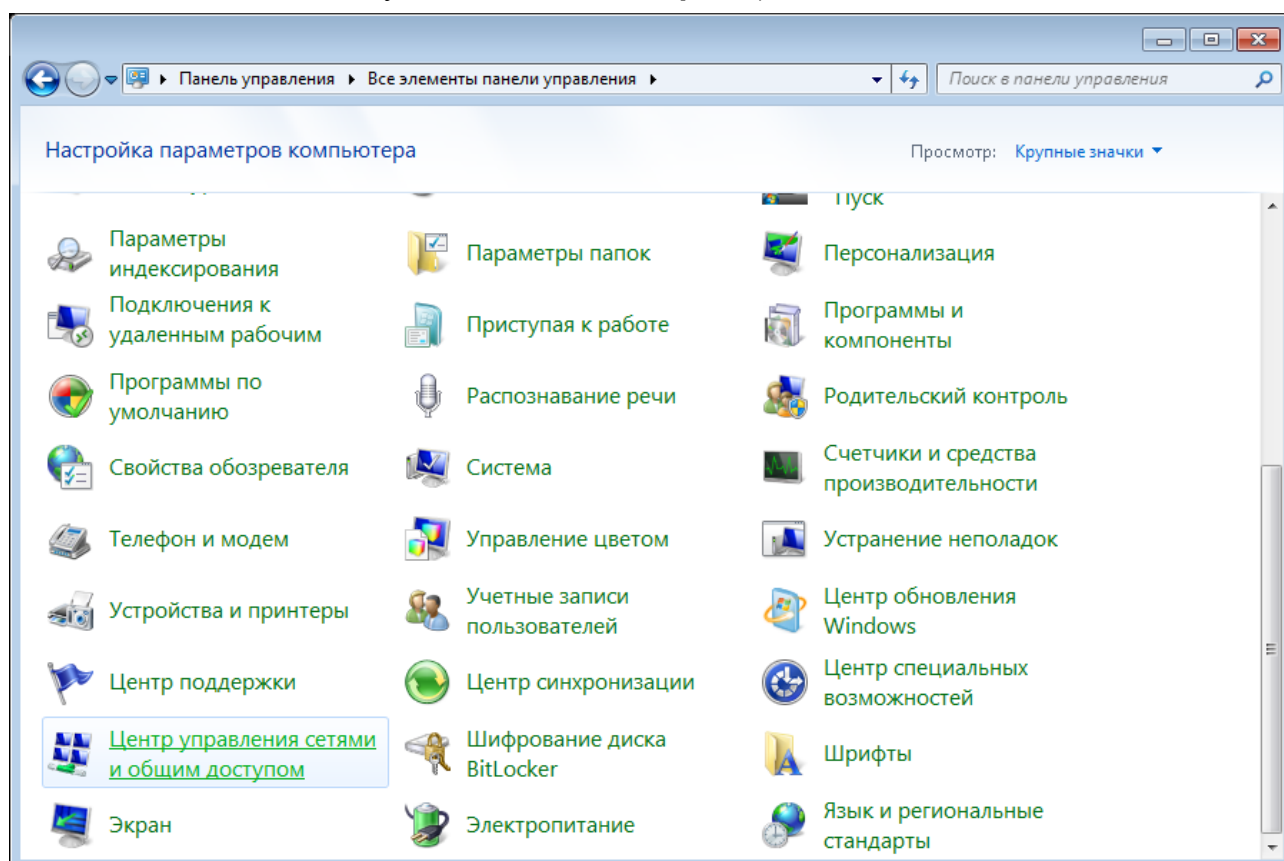 Панель управления
Все элементы панели управления
Поиск в панели управления
Настройка параметров компьютера
Просмотр: Крупные значки
Пуск
Параметры
индексирования
Параметры папок
Персонализация
Подключения к
удаленным рабочим
Приступая к работе
Программы и
компоненты
Программы по
умолчанию
Распознавание речи
Родительский контроль
Свойства обозревателя
Система
Счетчики и средства
производительности
Телефон и модем
Управление цветом
Устранение неполадок
Устройства и принтеры
Учетные записи
пользователей
Центр обновления
Windows
Центр поддержки
Центр синхронизации
Центр специальных
возможностей
Центр управления сетями
и общим доступом
Шифрование диска
BitLocker
Шрифты
Экран
Электропитание
Язык и региональные
стандарты